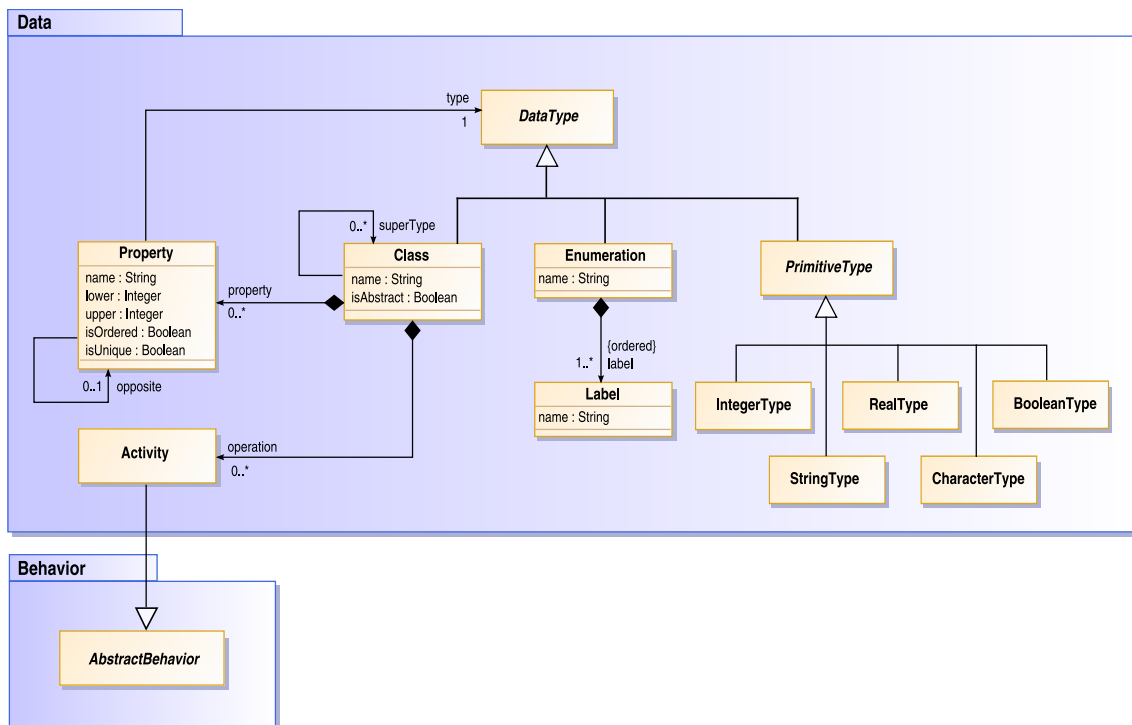 Data
type
1
DataType
0..*
superType
Property
name : String
lower : Integer
upper : Integer
isOrdered : Boolean
isUnique : Boolean
property
0..*
Class
name : String
isAbstract : Boolean
Enumeration
name : String
PrimitiveType
0..1
opposite
{ordered}
1..*
label
Label
name : String
IntegerType
RealType
BooleanType
Activity
operation
0..*
StringType
CharacterType
Behavior
AbstractBehavior